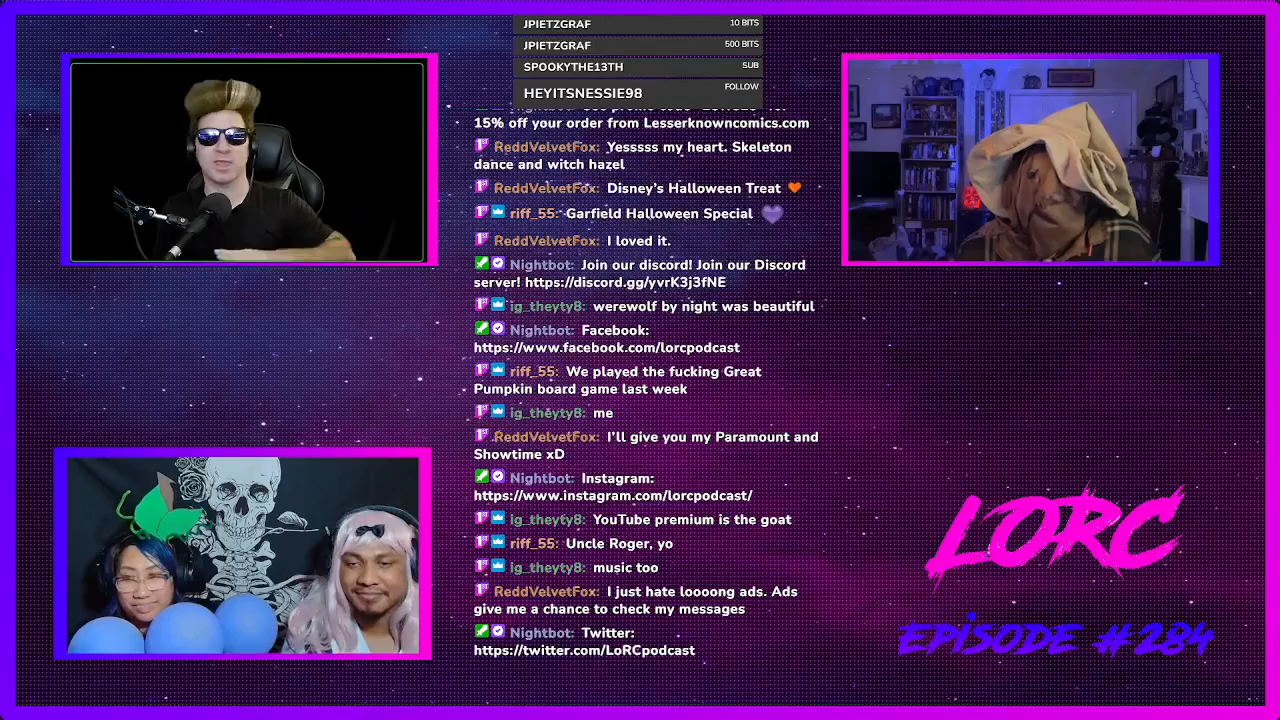 JPIETZGRAF 10 BITS
JPIETZGRAF 500 BITS
SPOOKYTHE13TH SUB
HEYITSNESSIE98 FOLLOW
15% off your order from Lesserknowncomics.com
ReddVelvetFox: Yesssss my heart. Skeleton
dance and witch hazel
ReddVelvetFox: Disney's Halloween Treat 🧡
riff_55: Garfield Halloween Special 💜
ReddVelvetFox: I loved it.
Nightbot: Join our discord! Join our Discord
server! https://discord.gg/yvrK3j3fNE
ig_theyty8: werewolf by night was beautiful
Nightbot: Facebook:
https://www.facebook.com/lorcpodcast
riff_55: We played the fucking Great
Pumpkin board game last week
ig_theyty8: me
ReddVelvetFox: I'll give you my Paramount and
Showtime xD
Nightbot: Instagram:
https://www.instagram.com/lorcpodcast/
ig_theyty8: YouTube premium is the goat
riff_55: Uncle Roger, yo
ig_theyty8: music too
ReddVelvetFox: I just hate loooong ads. Ads
give me a chance to check my messages
Nightbot: Twitter:
https://twitter.com/LoRCpodcast
LORC
EPISODE #284